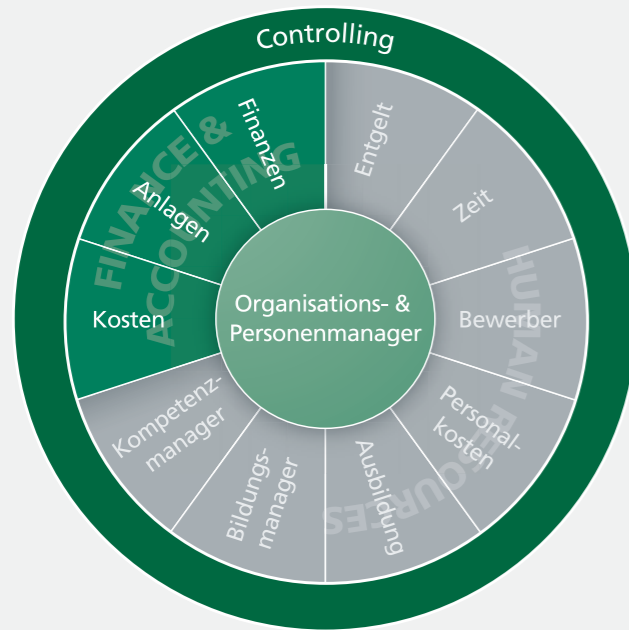 Controlling
FINANCE &
ACCOUNTING
Finanzen
Anlagen
Kosten
Entgelt
Zeit
Bewerber
Personal-
kosten
Ausbildung
Bildungs-
manager
Kompetenz-
manager
HUMAN RESOURCES
Organisations- &
Personenmanager